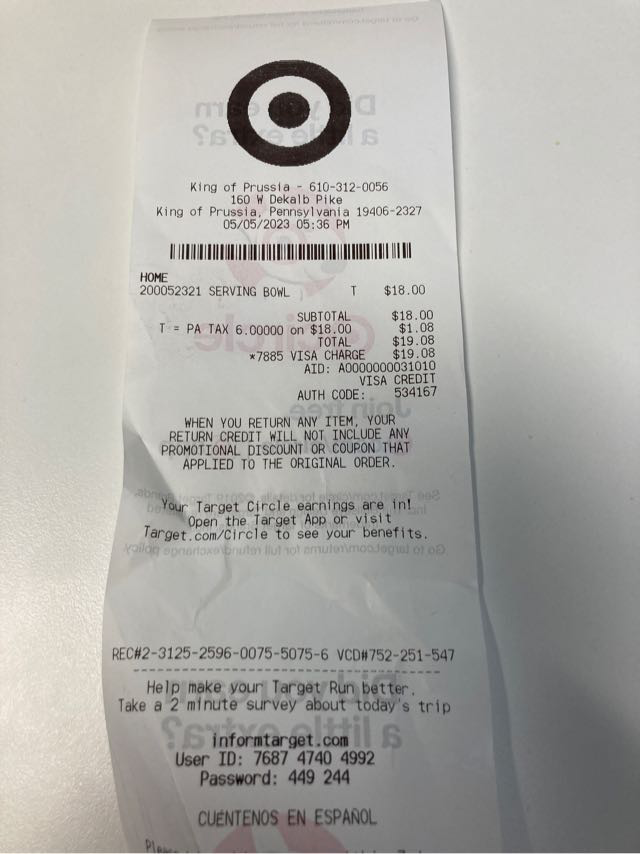 King of Prussia - 610-312-0056
160 W Dekalb Pike
King of Prussia, Pennsylvania 19406-2327
05/05/2023 05:36 PM
HOME
200052321 SERVING BOWL T $18.00
SUBTOTAL $18.00
T = PA TAX 6.00000 on $18.00 $1.08
TOTAL $19.08
*7885 VISA CHARGE $19.08
AID: A0000000031010
VISA CREDIT
AUTH CODE: 534167
WHEN YOU RETURN ANY ITEM, YOUR
RETURN CREDIT WILL NOT INCLUDE ANY
PROMOTIONAL DISCOUNT OR COUPON THAT
APPLIED TO THE ORIGINAL ORDER.
Your Target Circle earnings are in!
Open the Target App or visit
Target.com/Circle to see your benefits.
REC#2-3125-2596-0075-5075-6 VCD#752-251-547
Help make your Target Run better.
Take a 2 minute survey about today's trip
informtarget.com
User ID: 7687 4740 4992
Password: 449 244
CUÉNTENOS EN ESPAÑOL